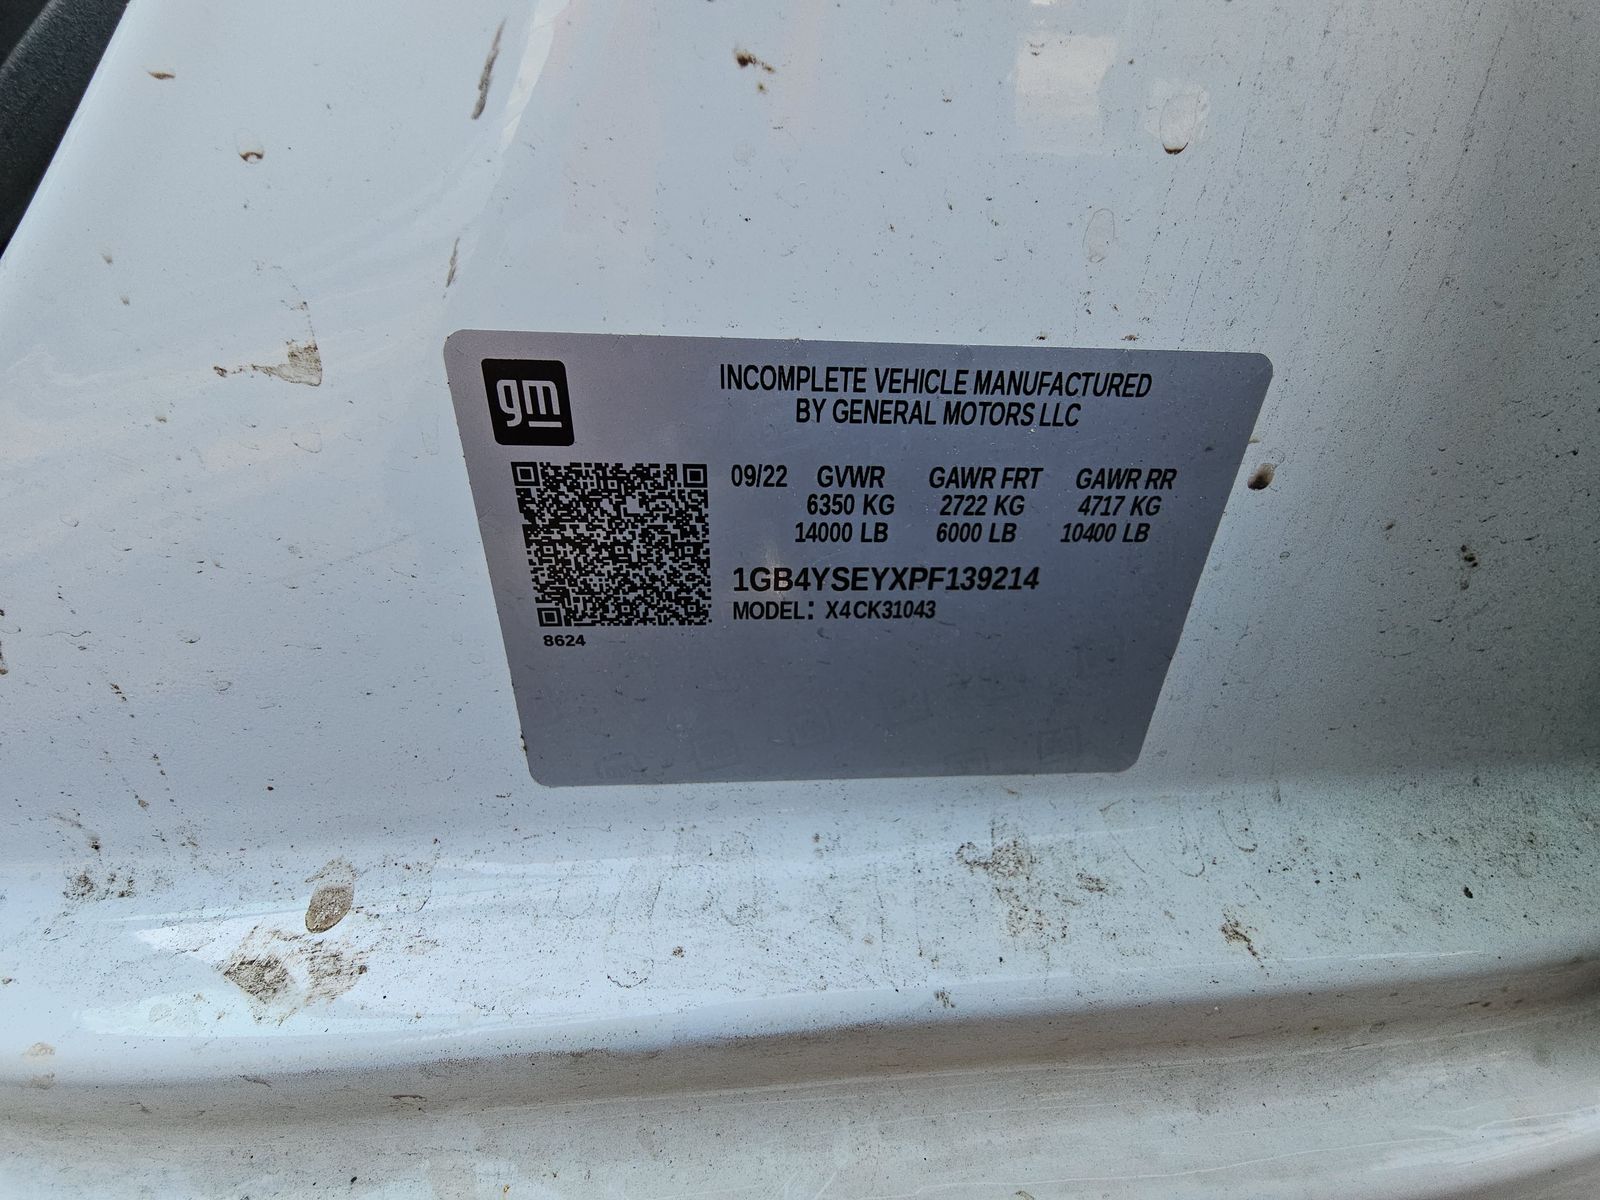 gm
INCOMPLETE VEHICLE MANUFACTURED
BY GENERAL MOTORS LLC
09/22 GVWR GAWR FRT GAWR RR
6350 KG 2722 KG 4717 KG
14000 LB 6000 LB 10400 LB
1GB4YSEYXPF139214
MODEL: X4CK31043
8624